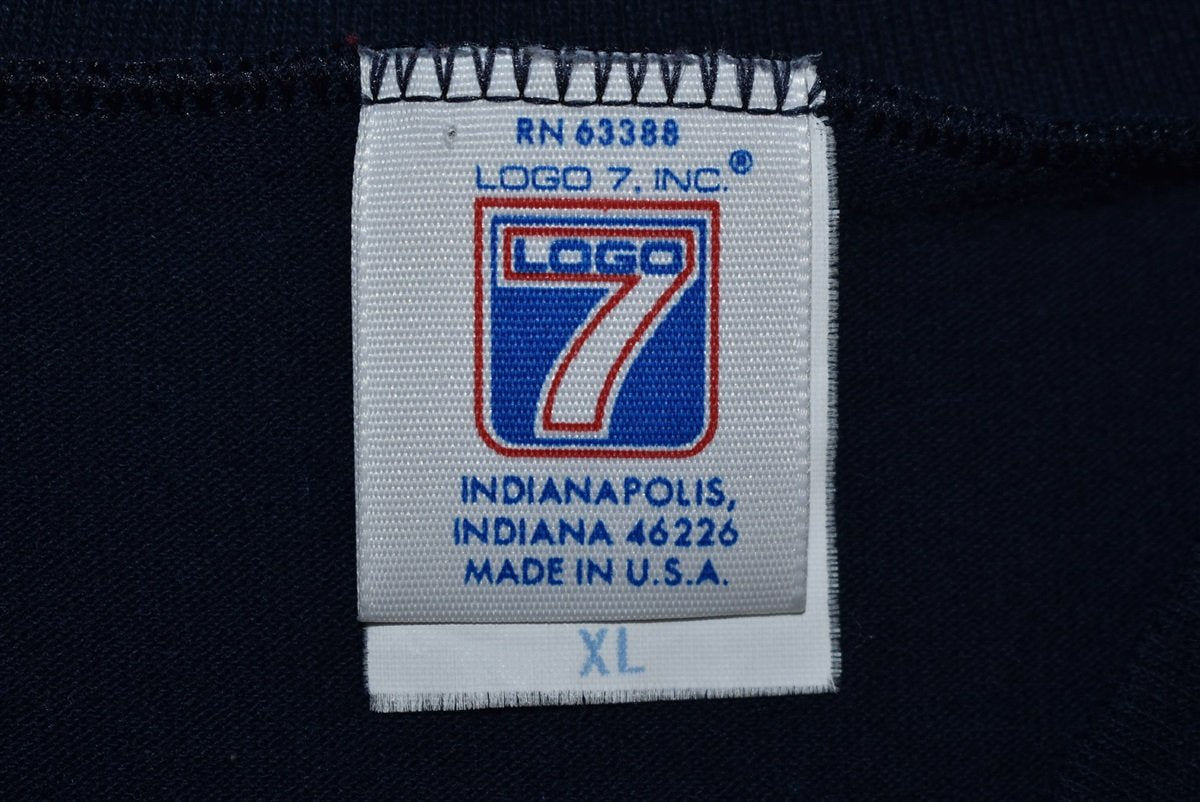 RN 63388
LOGO 7, INC.®
LOGO
7
INDIANAPOLIS,
INDIANA 46226
MADE IN U.S.A.
XL